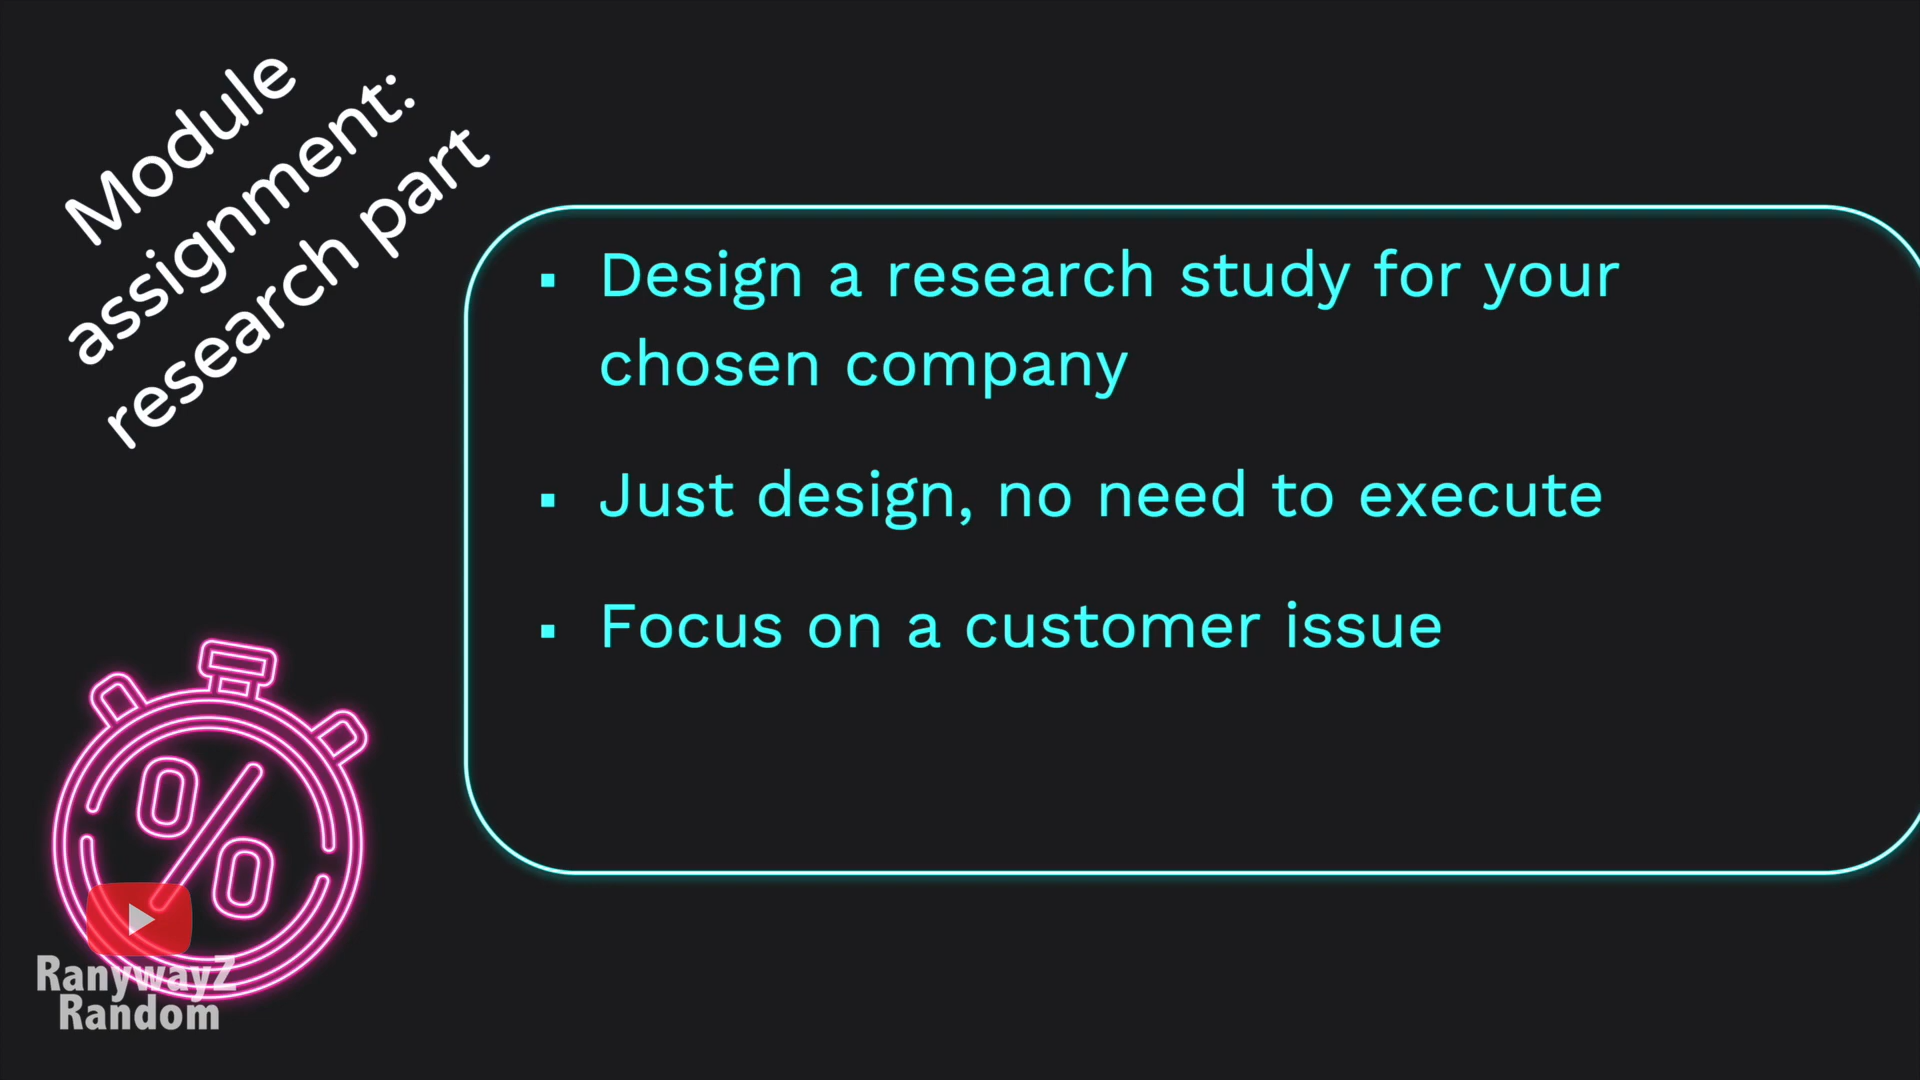 Module
assignment:
research part
▪ Design a research study for your
chosen company
▪ Just design, no need to execute
▪ Focus on a customer issue
%
RanywayZ
Random